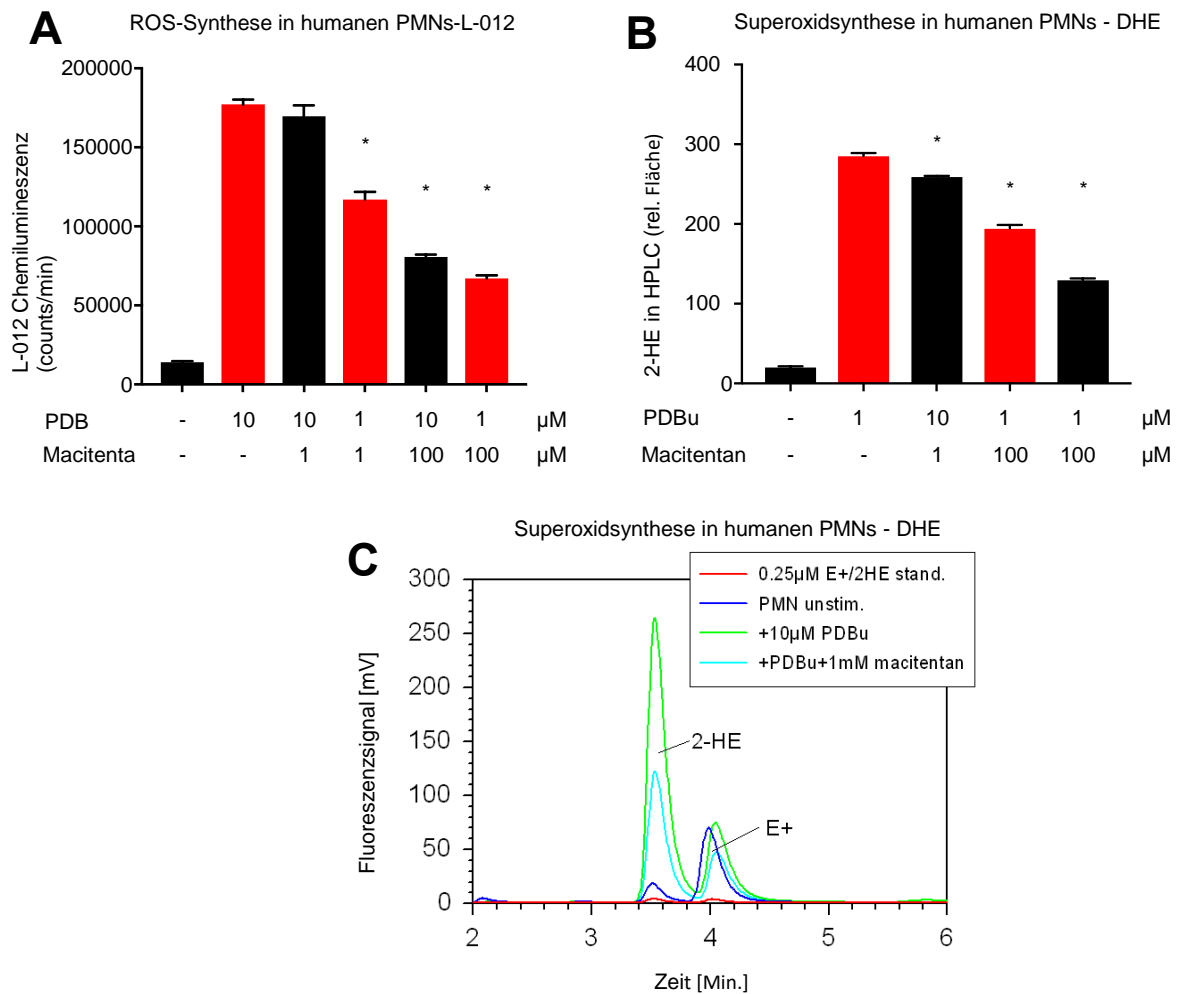 A
ROS-Synthese in humanen PMNs-L-012
200000
150000
100000
50000
0
L-012 Chemilumineszenz
(counts/min)
*
*
*
PDB - 10 10 1 10 1 µM
Macitenta - - 1 1 100 100 µM
B
Superoxidsynthese in humanen PMNs - DHE
400
300
200
100
0
2-HE in HPLC (rel. Fläche)
*
*
*
PDBu - 1 10 1 1 µM
Macitentan - - 1 100 100 µM
C
Superoxidsynthese in humanen PMNs - DHE
0.25µM E+/2HE stand.
PMN unstim.
+10µM PDBu
+PDBu+1mM macitentan
300
250
200
150
100
50
0
Fluoreszenzsignal [mV]
2-HE
E+
2 3 4 5 6
Zeit [Min.]